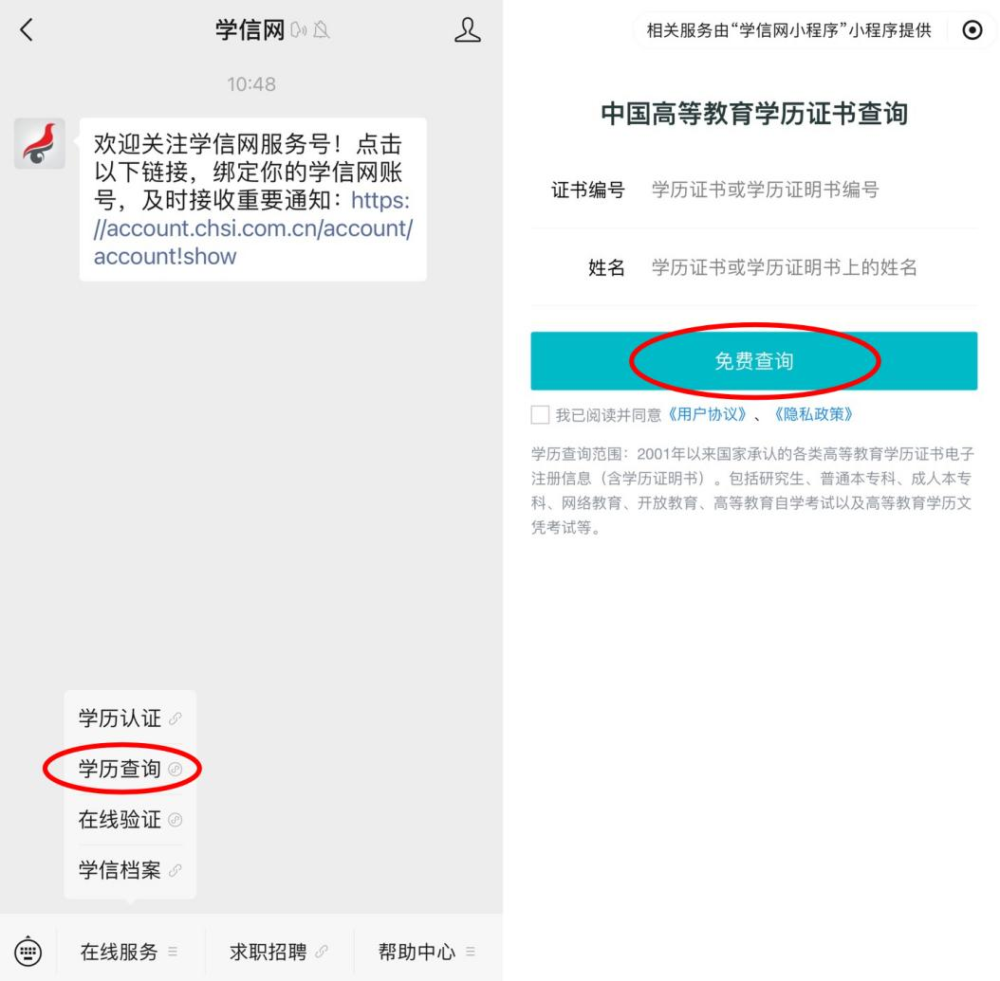 学信网
10:48
欢迎关注学信网服务号！点击
以下链接，绑定你的学信网账
号，及时接收重要通知：https:
//account.chsi.com.cn/account/
account!show
学历认证
学历查询
在线验证
学信档案
在线服务
求职招聘
帮助中心
相关服务由“学信网小程序”小程序提供
中国高等教育学历证书查询
证书编号 学历证书或学历证明书编号
姓名 学历证书或学历证明书上的姓名
免费查询
我已阅读并同意《用户协议》、《隐私政策》
学历查询范围：2001年以来国家承认的各类高等教育学历证书电子
注册信息（含学历证明书）。包括研究生、普通本专科、成人本专
科、网络教育、开放教育、高等教育自学考试以及高等教育学历文
凭考试等。